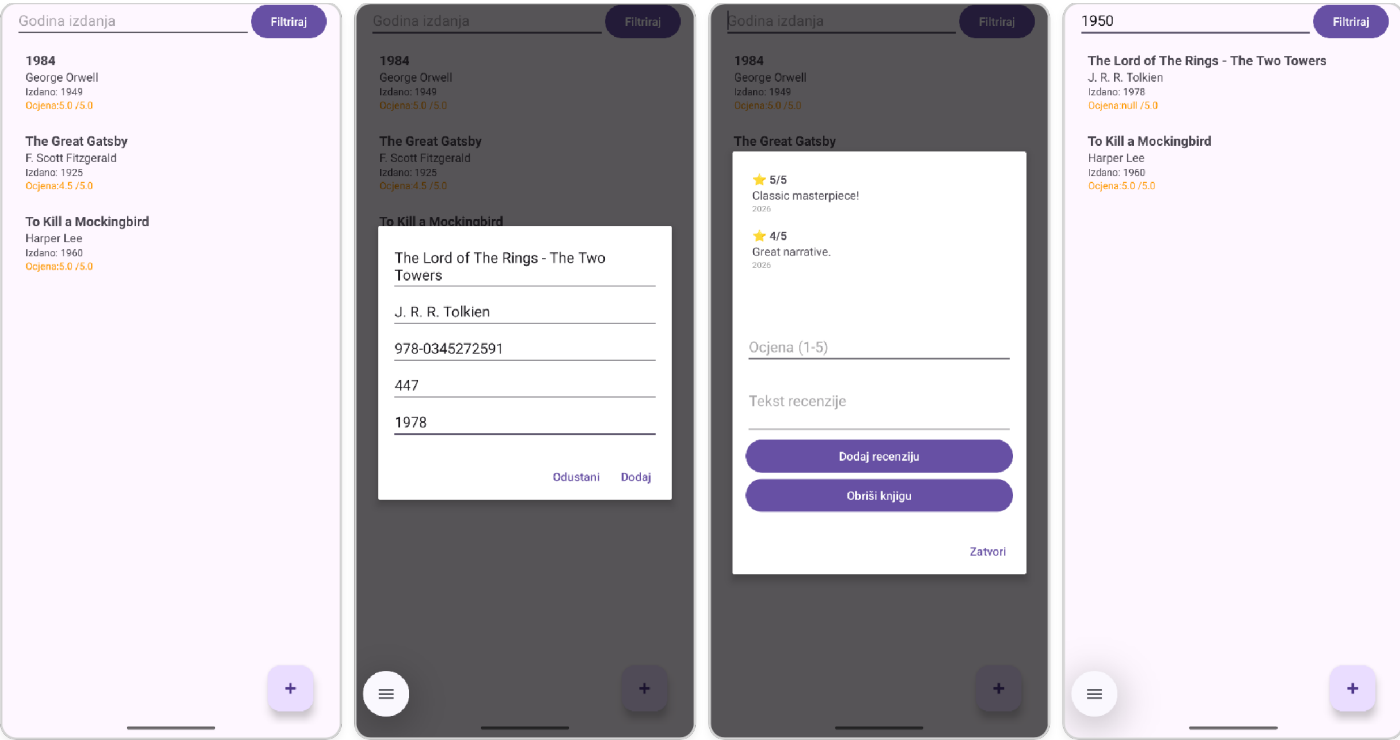 Godina izdanja
Filtriraj
1984
George Orwell
Izdano: 1949
Ocjena:5.0 /5.0
The Great Gatsby
F. Scott Fitzgerald
Izdano: 1925
Ocjena:4.5 /5.0
To Kill a Mockingbird
Harper Lee
Izdano: 1960
Ocjena:5.0 /5.0
+
Godina izdanja
Filtriraj
1984
George Orwell
Izdano: 1949
Ocjena:5.0 /5.0
The Great Gatsby
F. Scott Fitzgerald
Izdano: 1925
Ocjena:4.5 /5.0
To Kill a Mockingbird
The Lord of The Rings - The Two
Towers
J. R. R. Tolkien
978-0345272591
447
1978
Odustani Dodaj
+
Godina izdanja
Filtriraj
1984
George Orwell
Izdano: 1949
Ocjena:5.0 /5.0
The Great Gatsby
⭐ 5/5
Classic masterpiece!
2026
⭐ 4/5
Great narrative.
2026
Ocjena (1-5)
Tekst recenzije
Dodaj recenziju
Obriši knjigu
Zatvori
+
1950
Filtriraj
The Lord of The Rings - The Two Towers
J. R. R. Tolkien
Izdano: 1978
Ocjena:null /5.0
To Kill a Mockingbird
Harper Lee
Izdano: 1960
Ocjena:5.0 /5.0
+